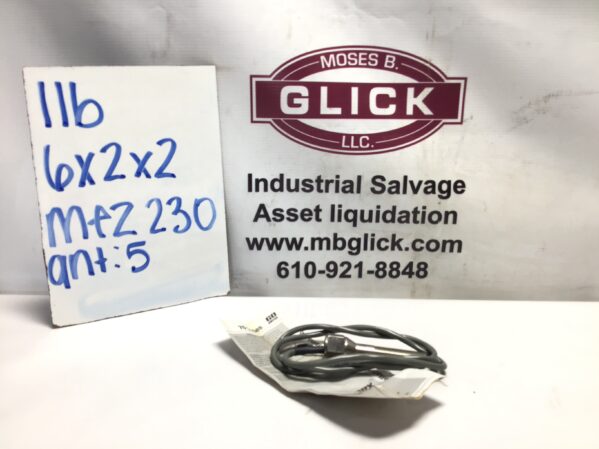 1lb
6x2x2
mez 230
qnt: 5
MOSES B.
GLICK
LLC.
Industrial Salvage
Asset liquidation
www.mbglick.com
610-921-8848